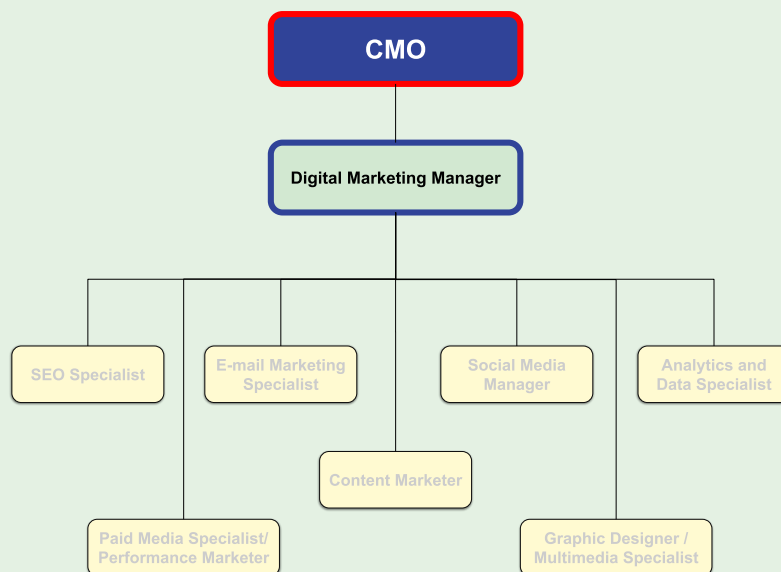 CMO
Digital Marketing Manager
SEO Specialist
E-mail Marketing
Specialist
Social Media
Manager
Analytics and
Data Specialist
Content Marketer
Paid Media Specialist/
Performance Marketer
Graphic Designer /
Multimedia Specialist